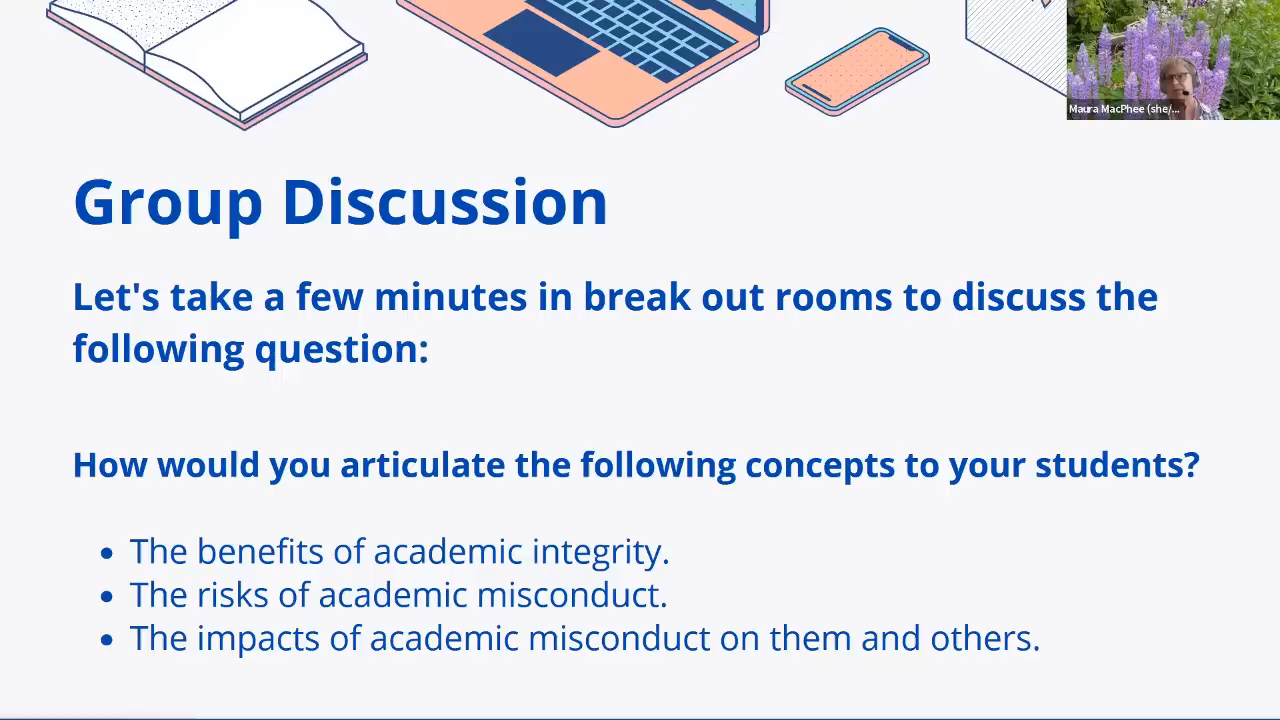 Maura MacPhee (she/...
Group Discussion
Let's take a few minutes in break out rooms to discuss the
following question:
How would you articulate the following concepts to your students?
• The benefits of academic integrity.
• The risks of academic misconduct.
• The impacts of academic misconduct on them and others.